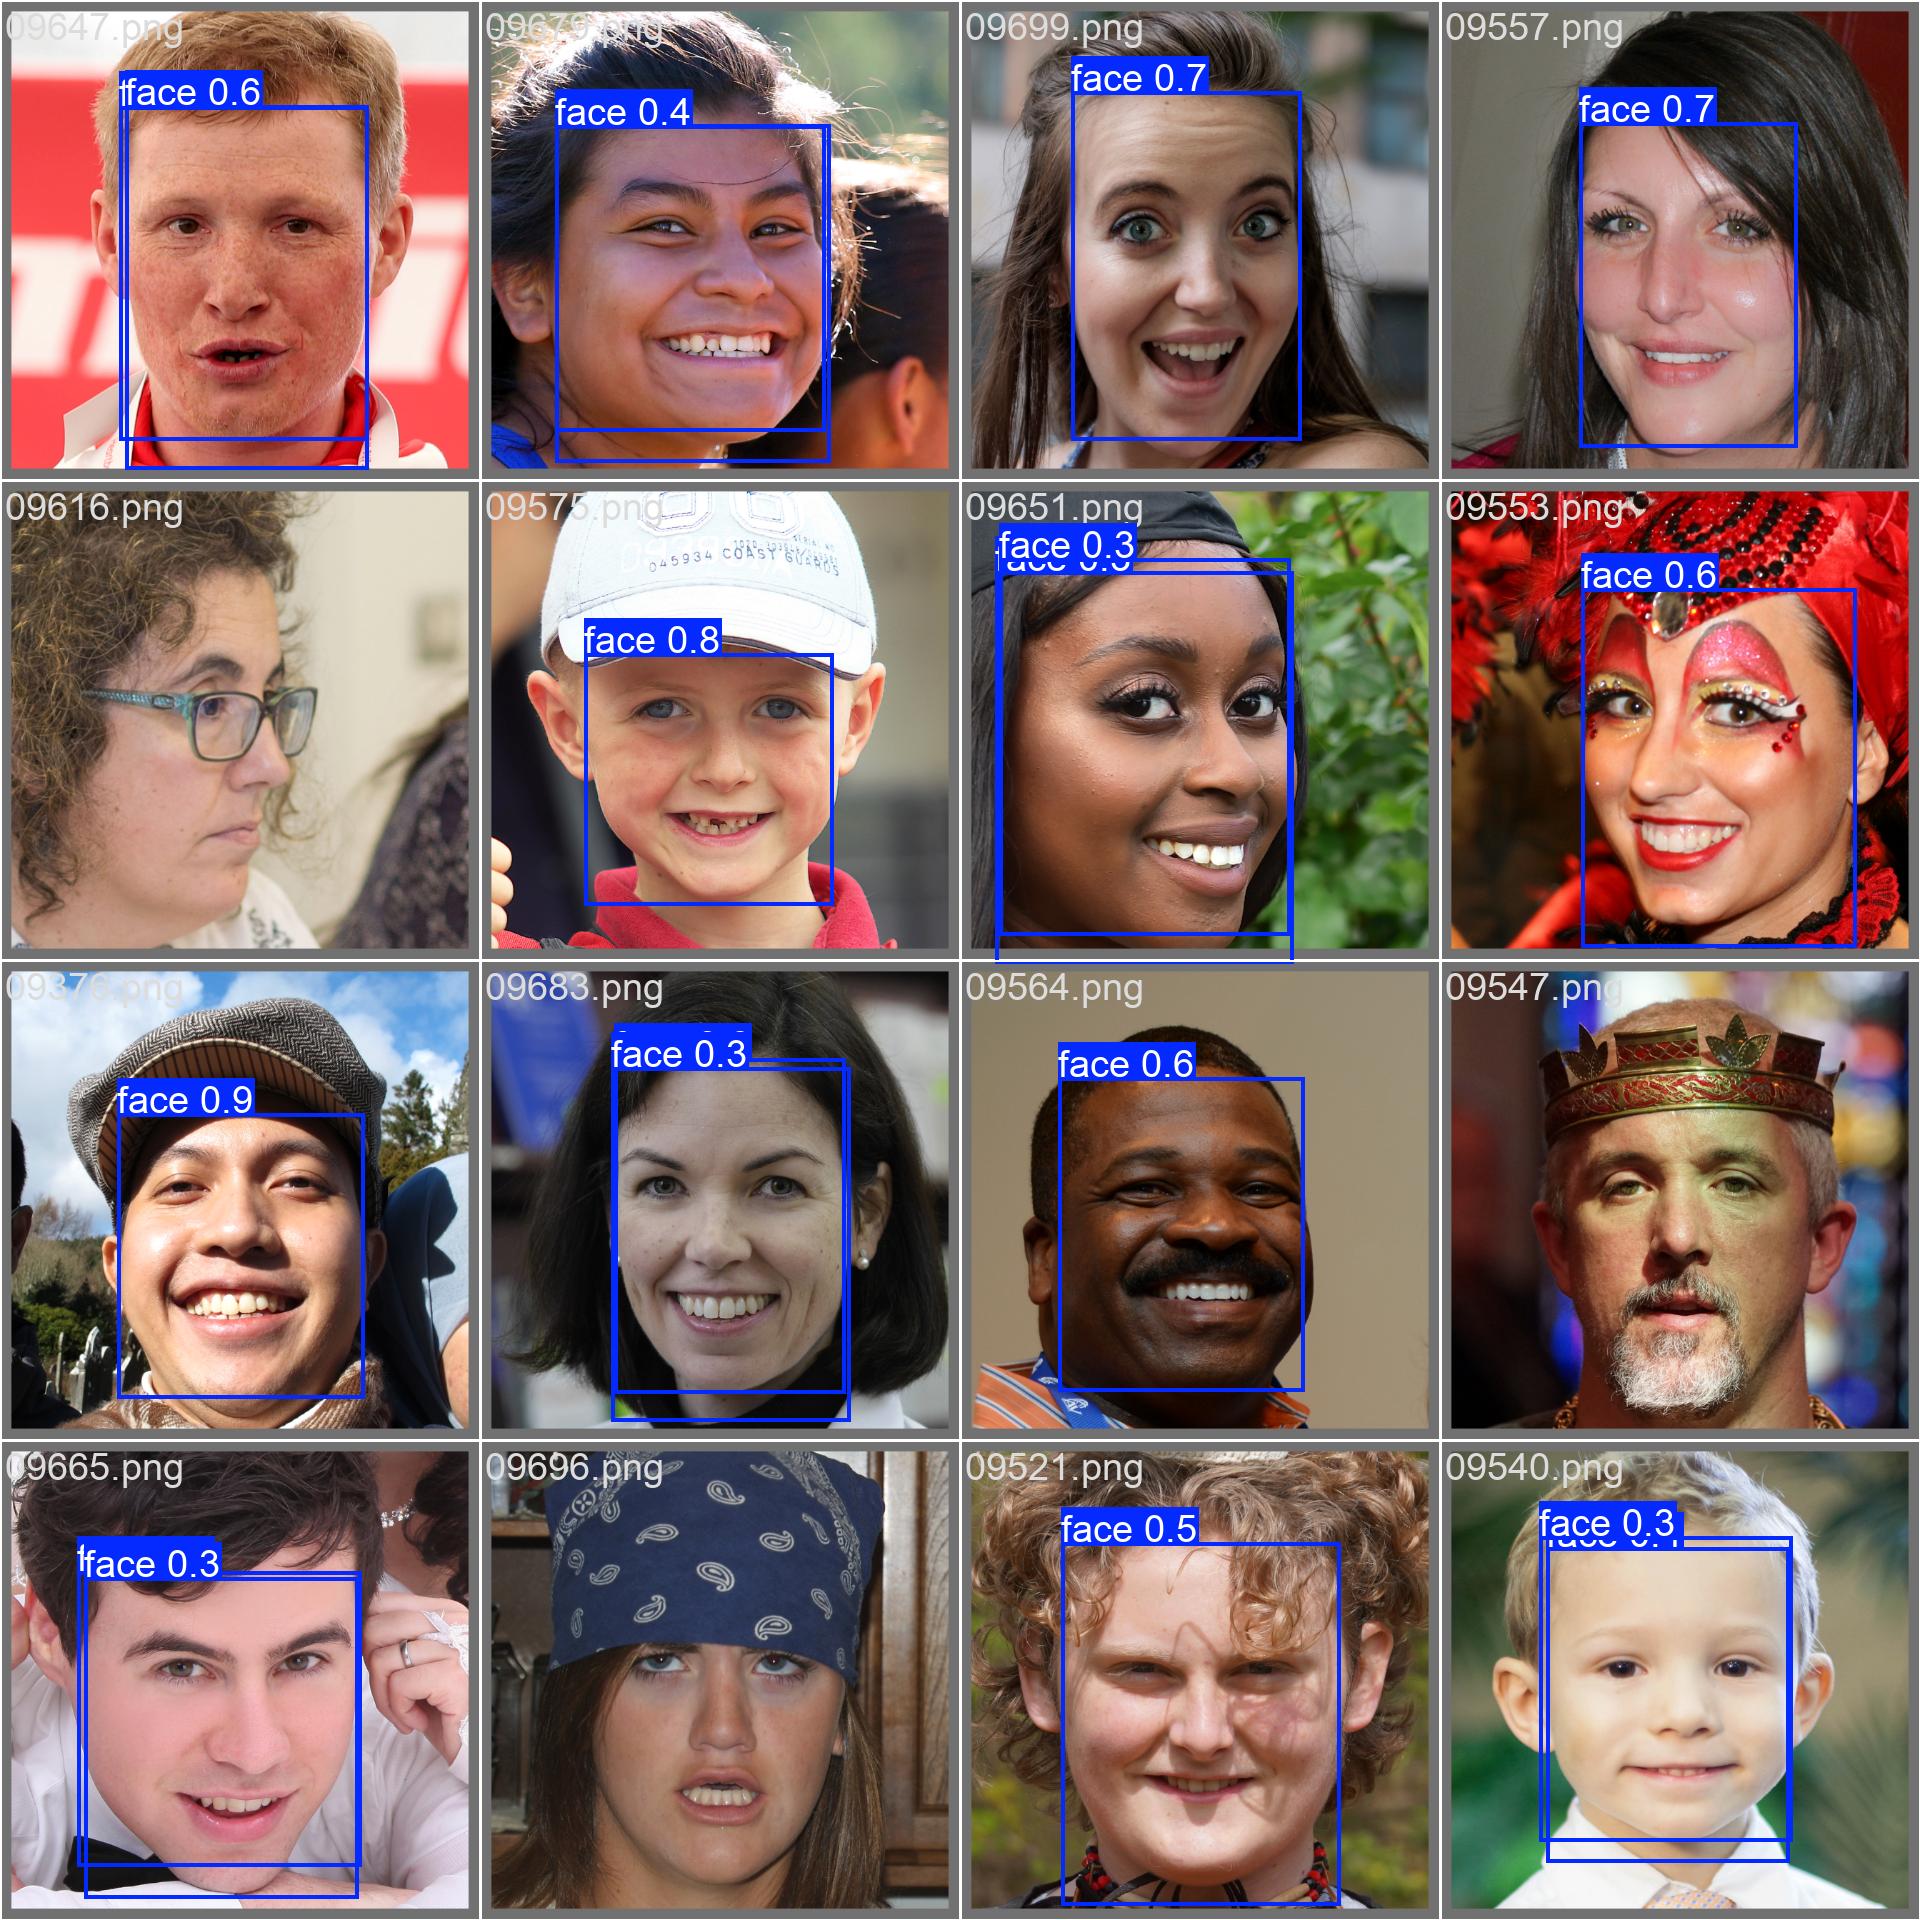 09647.png
face 0.6
09679.png
face 0.4
09699.png
face 0.7
09557.png
face 0.7
09616.png
09575.png
045934 COAST GUARDS
face 0.8
09651.png
face 0.3
face 0.3
09553.png
face 0.6
09376.png
face 0.9
09683.png
face 0.3
09564.png
face 0.6
09547.png
09665.png
face 0.3
09696.png
09521.png
face 0.5
09540.png
face 0.3